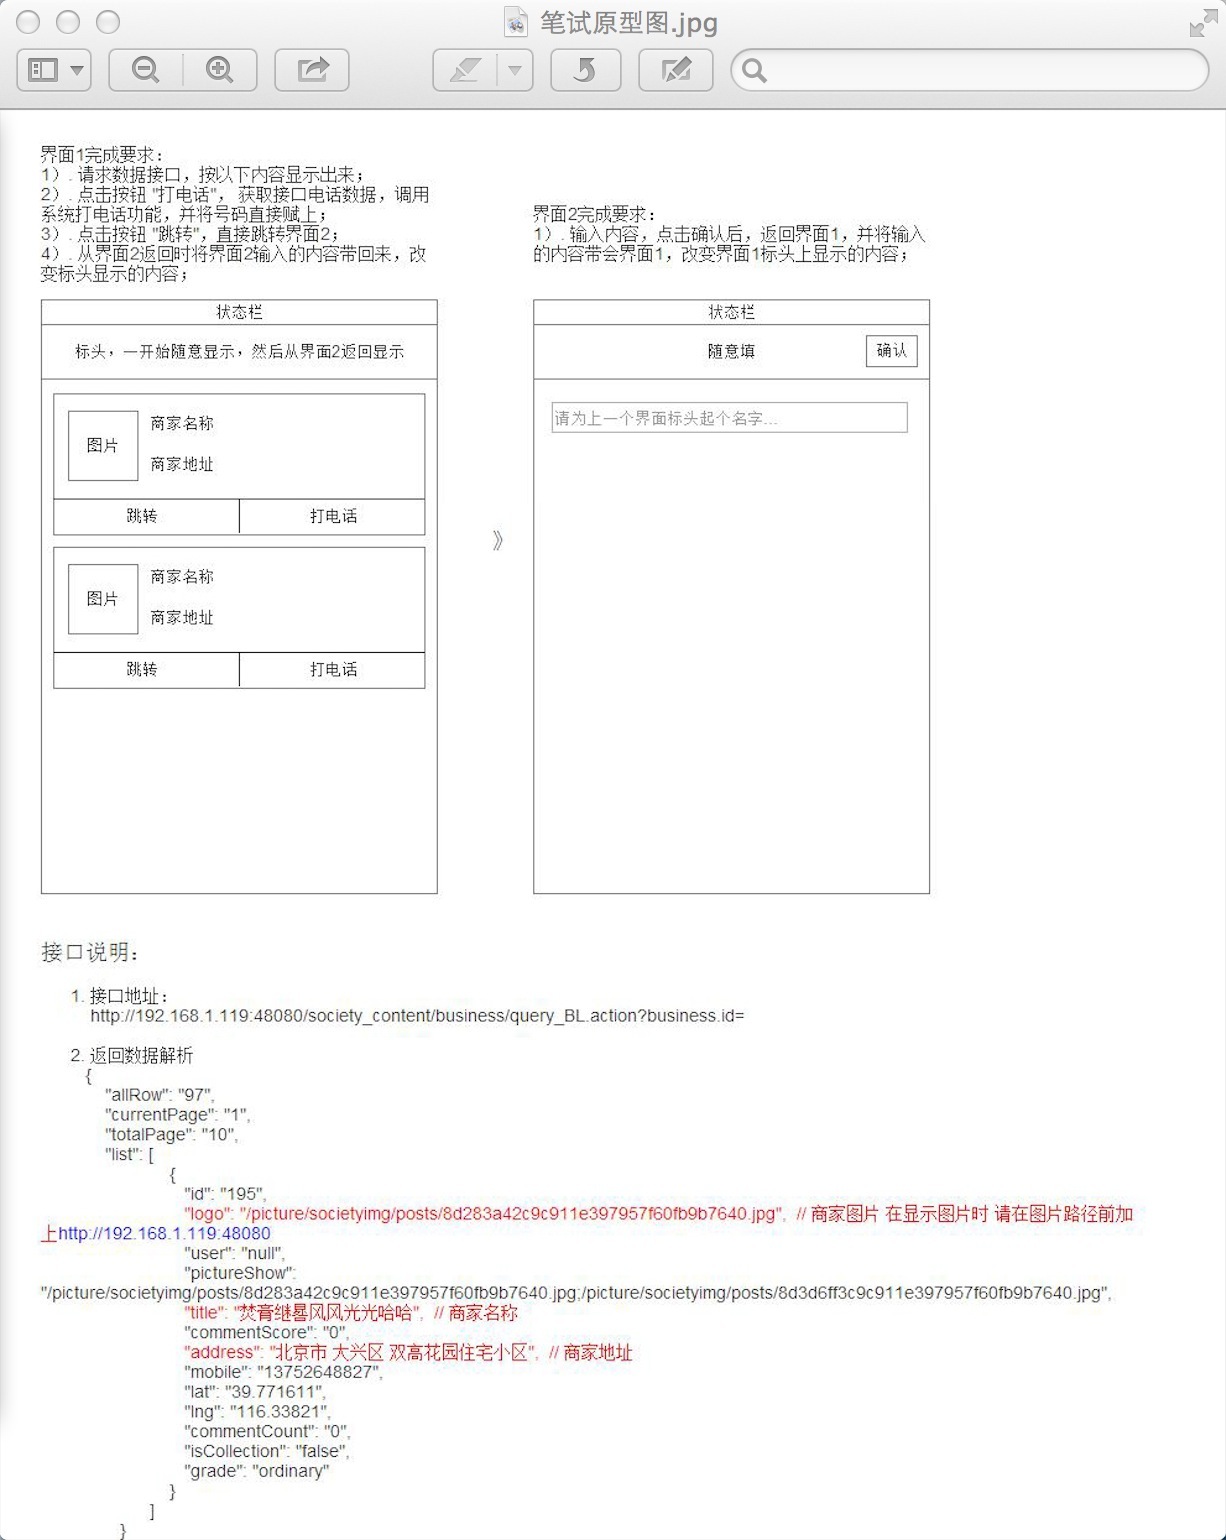 笔试原型图.jpg
界面1完成要求：
1）. 请求数据接口，按以下内容显示出来；
2）. 点击按钮 "打电话"， 获取接口电话数据，调用
系统打电话功能，并将号码直接赋上；
3）. 点击按钮 "跳转"，直接跳转界面2；
4）. 从界面2返回时将界面2输入的内容带回来，改
变标头显示的内容；
状态栏
标头，一开始随意显示，然后从界面2返回显示
图片
商家名称
商家地址
跳转
打电话
图片
商家名称
商家地址
跳转
打电话
》
界面2完成要求：
1）. 输入内容，点击确认后，返回界面1，并将输入
的内容带会界面1，改变界面1标头上显示的内容；
状态栏
随意填
确认
请为上一个界面标头起个名字...
接口说明：
1. 接口地址：
http://192.168.1.119:48080/society_content/business/query_BL.action?business.id=
2. 返回数据解析
{
"allRow": "97",
"currentPage": "1",
"totalPage": "10",
"list": [
{
"id": "195",
"logo": "/picture/societyimg/posts/8d283a42c9c911e397957f60fb9b7640.jpg", // 商家图片 在显示图片时 请在图片路径前加
上http://192.168.1.119:48080
"user": "null",
"pictureShow":
"/picture/societyimg/posts/8d283a42c9c911e397957f60fb9b7640.jpg;/picture/societyimg/posts/8d3d6ff3c9c911e397957f60fb9b7640.jpg",
"title": "焚膏继晷风风光光哈哈", // 商家名称
"commentScore": "0",
"address": "北京市 大兴区 双高花园住宅小区", // 商家地址
"mobile": "13752648827",
"lat": "39.771611",
"lng": "116.33821",
"commentCount": "0",
"isCollection": "false",
"grade": "ordinary"
}
]
}